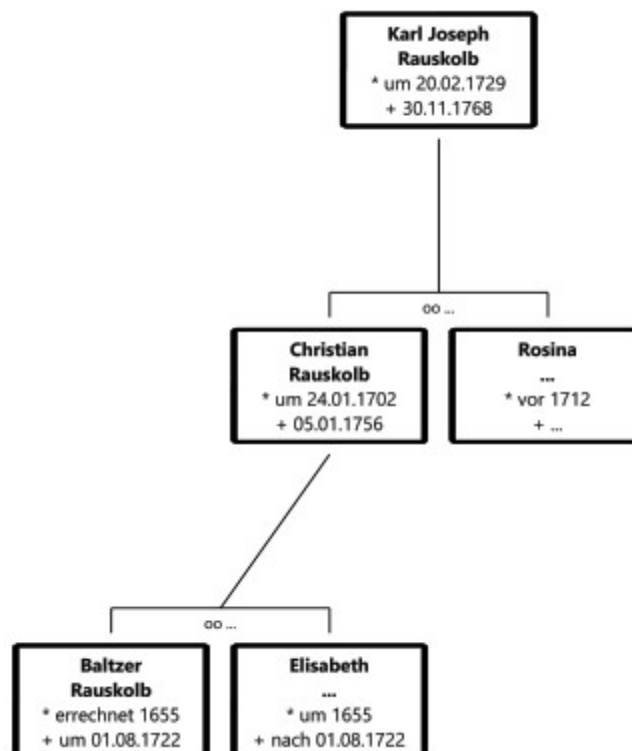 Karl Joseph
Rauskolb
* um 20.02.1729
+ 30.11.1768
oo ...
Christian
Rauskolb
* um 24.01.1702
+ 05.01.1756
Rosina
...
* vor 1712
+ ...
oo ...
Baltzer
Rauskolb
* errechnet 1655
+ um 01.08.1722
Elisabeth
...
* um 1655
+ nach 01.08.1722